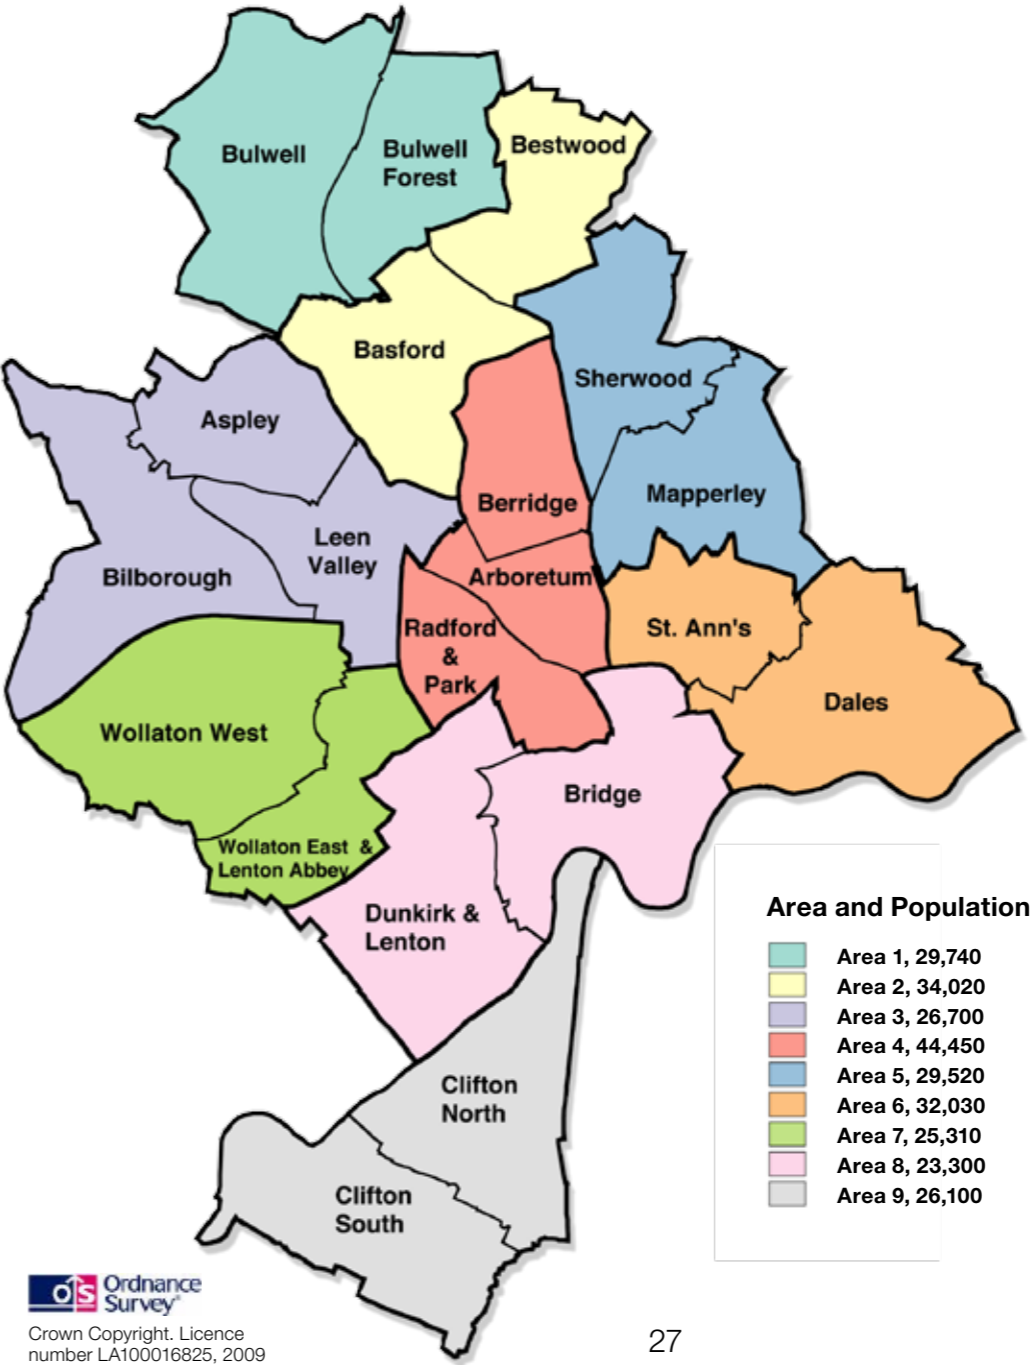 Bulwell
Bulwell
Forest
Bestwood
Basford
Sherwood
Aspley
Mapperley
Berridge
Leen
Valley
Bilborough
Arboretum
Radford
&
Park
St. Ann's
Dales
Wollaton West
Bridge
Wollaton East &
Lenton Abbey
Dunkirk &
Lenton
Clifton
North
Clifton
South
Area and Population
Area 1, 29,740
Area 2, 34,020
Area 3, 26,700
Area 4, 44,450
Area 5, 29,520
Area 6, 32,030
Area 7, 25,310
Area 8, 23,300
Area 9, 26,100
OS Ordnance
Survey®
Crown Copyright. Licence
number LA100016825, 2009
27